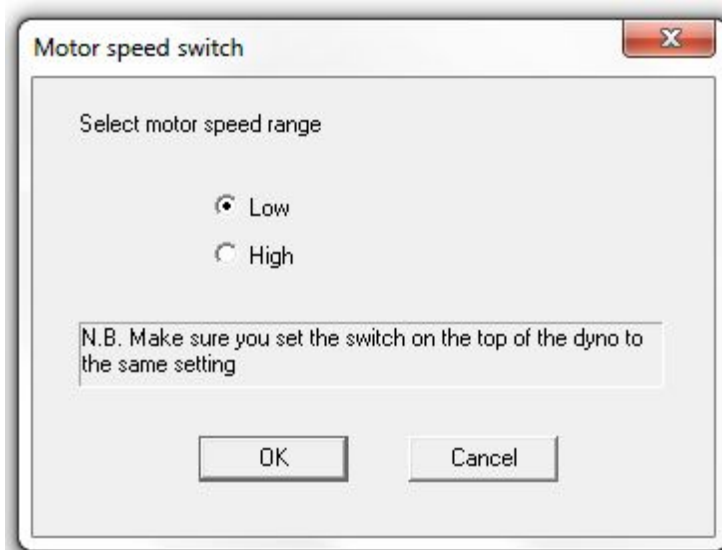 Motor speed switch
Select motor speed range
Low
High
N.B. Make sure you set the switch on the top of the dyno to
the same setting
OK
Cancel